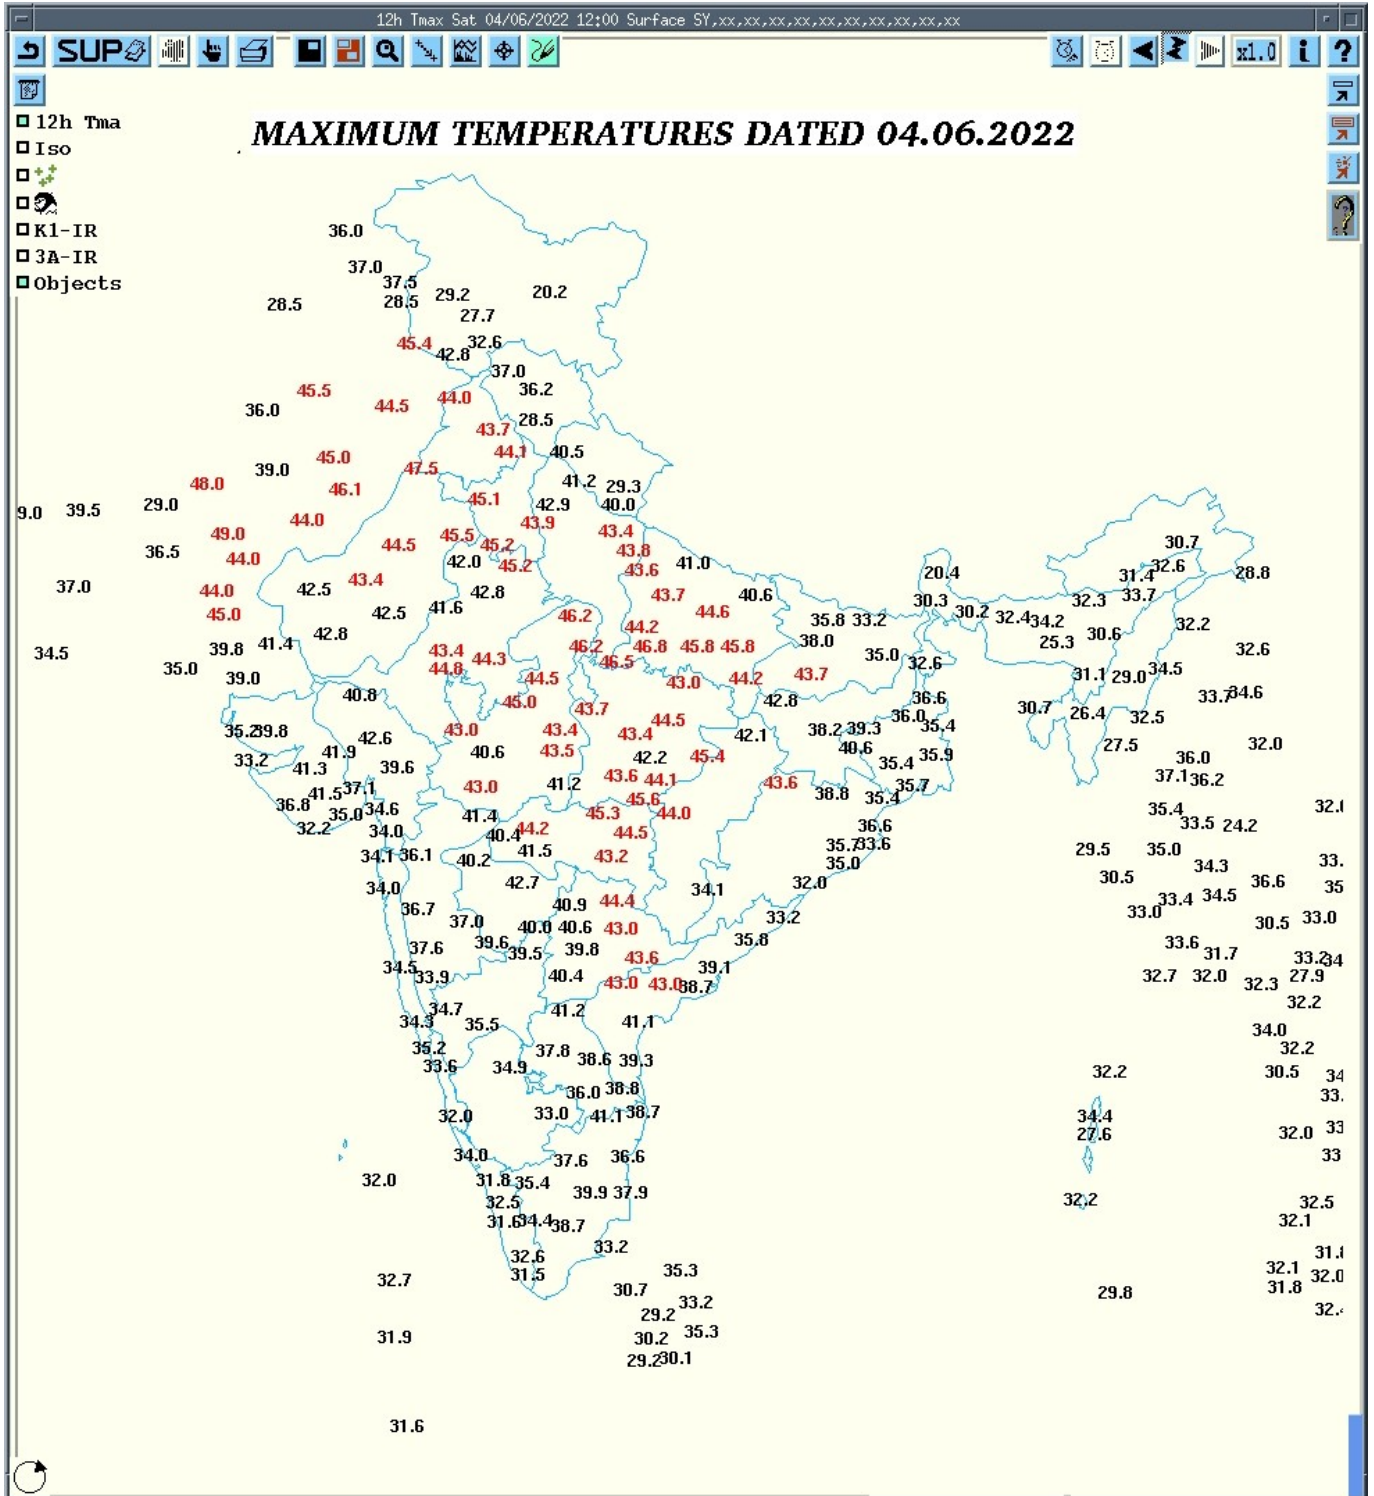 12h Tmax Sat 04/06/2022 12:00 Surface SY,xx,xx,xx,xx,xx,xx,xx,xx,xx,xx
SUP x1.0 i ?
12h Tma
MAXIMUM TEMPERATURES DATED 04.06.2022
Iso
K1-IR
3A-IR
Objects
36.0
37.0
37.5
28.5 28.5 29.2 20.2
27.7
45.4 32.6
42.8
37.0
45.5 36.2
36.0 44.5 44.0
28.5
43.7
45.0 44.1 40.5
39.0 47.5
48.0 46.1 41.2 29.3
45.1
9.0 39.5 29.0 42.9 40.0
44.0 43.9
49.0 45.5 43.4
36.5 44.5 45.2 43.8 30.7
44.0 42.0 45.2 43.6 41.0 32.6
42.5 43.4 20.4 31.4 28.8
37.0 44.0 42.8 43.7 40.6 33.7
45.0 42.5 41.6 44.6 30.3 30.2 32.3
46.2 35.8 33.2 32.4 34.2 32.2
42.8 44.2 30.6
39.8 41.4 43.4 46.2 46.8 45.8 45.8 38.0 25.3 32.6
34.5 44.3 46.5 35.0
35.0 44.8 32.6
39.0 44.5 43.0 44.2 43.7 31.1 29.0 34.5
40.8 45.0 42.8 36.6 33.7 34.6
43.7 44.5 36.0 30.7 26.4 32.5
35.2 39.8 43.0 43.4 43.4 42.1 38.2 39.3 35.4
42.6 27.5 32.0
33.2 41.9 40.6 43.5 42.2 45.4 40.6 35.9 36.0
41.3 39.6 43.6 44.1 35.4 37.1 36.2
41.5 37.1 43.0 41.2 43.6 38.8 35.7
36.8 45.6 35.4
35.0 34.6 41.4 45.3 44.0 35.4 32.0
32.2 34.0 40.4 44.2 44.5 36.6 33.5 24.2
34.1 36.1 40.2 41.5 43.2 35.7 33.6 29.5 35.0
35.0 34.3 33.
34.0 42.7 34.1 32.0 30.5 36.6 35
36.7 40.9 44.4 33.4 34.5
37.0 40.0 40.6 43.0 33.2 33.0 30.5 33.0
37.6 39.6 39.5 39.8 35.8 33.6 31.7
34.5 43.6 39.1 33.2 34
33.9 40.4 43.0 43.0 38.7 32.7 32.0 32.3 27.9
34.7 41.2 32.2
34.3 35.5 41.1 34.0
35.2 37.8 38.6 39.3 32.2
33.6 34.9 32.2 30.5 34
36.0 38.8 33.
32.0 33.0 41.1 38.7 34.4
27.6 32.0 33
34.0 37.6 36.6 33
32.0 31.8 35.4
32.5 39.9 37.9 32.2 32.5
31.6 34.4 38.7 32.1
32.6 33.2 31.8
32.7 31.5 35.3 32.1 32.0
30.7 29.8 31.8
29.2 33.2 32.4
31.9 30.2 35.3
29.2 30.1
31.6